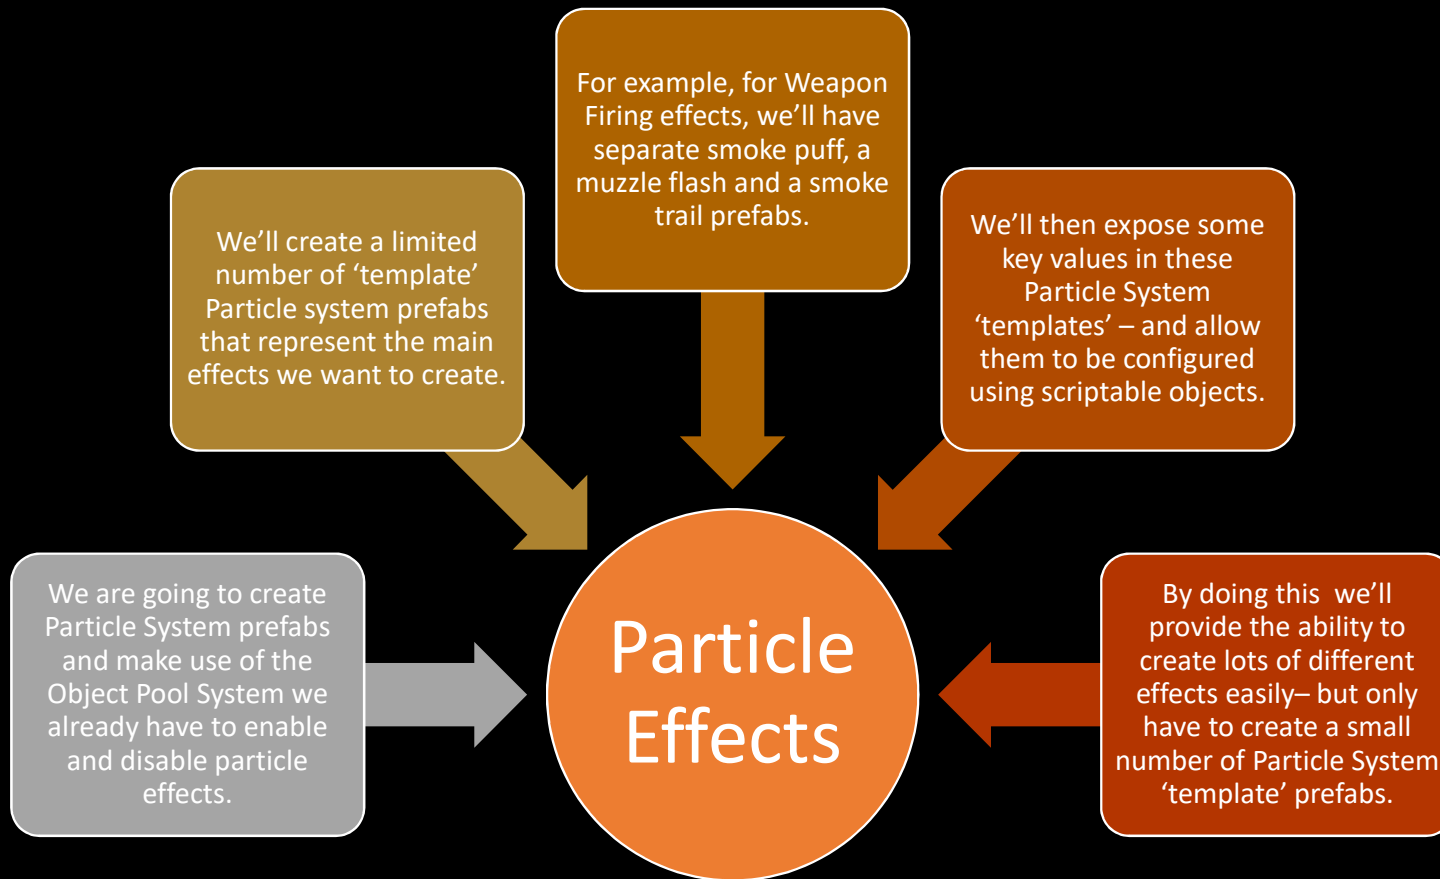 We are going to create
Particle System prefabs
and make use of the
Object Pool System we
already have to enable
and disable particle
effects.
We’ll create a limited
number of ‘template’
Particle system prefabs
that represent the main
effects we want to create.
For example, for Weapon
Firing effects, we’ll have
separate smoke puff, a
muzzle flash and a smoke
trail prefabs.
We’ll then expose some
key values in these
Particle System
‘templates’ – and allow
them to be configured
using scriptable objects.
By doing this  we’ll
provide the ability to
create lots of different
effects easily– but only
have to create a small
number of Particle System
‘template’ prefabs.
Particle
Effects